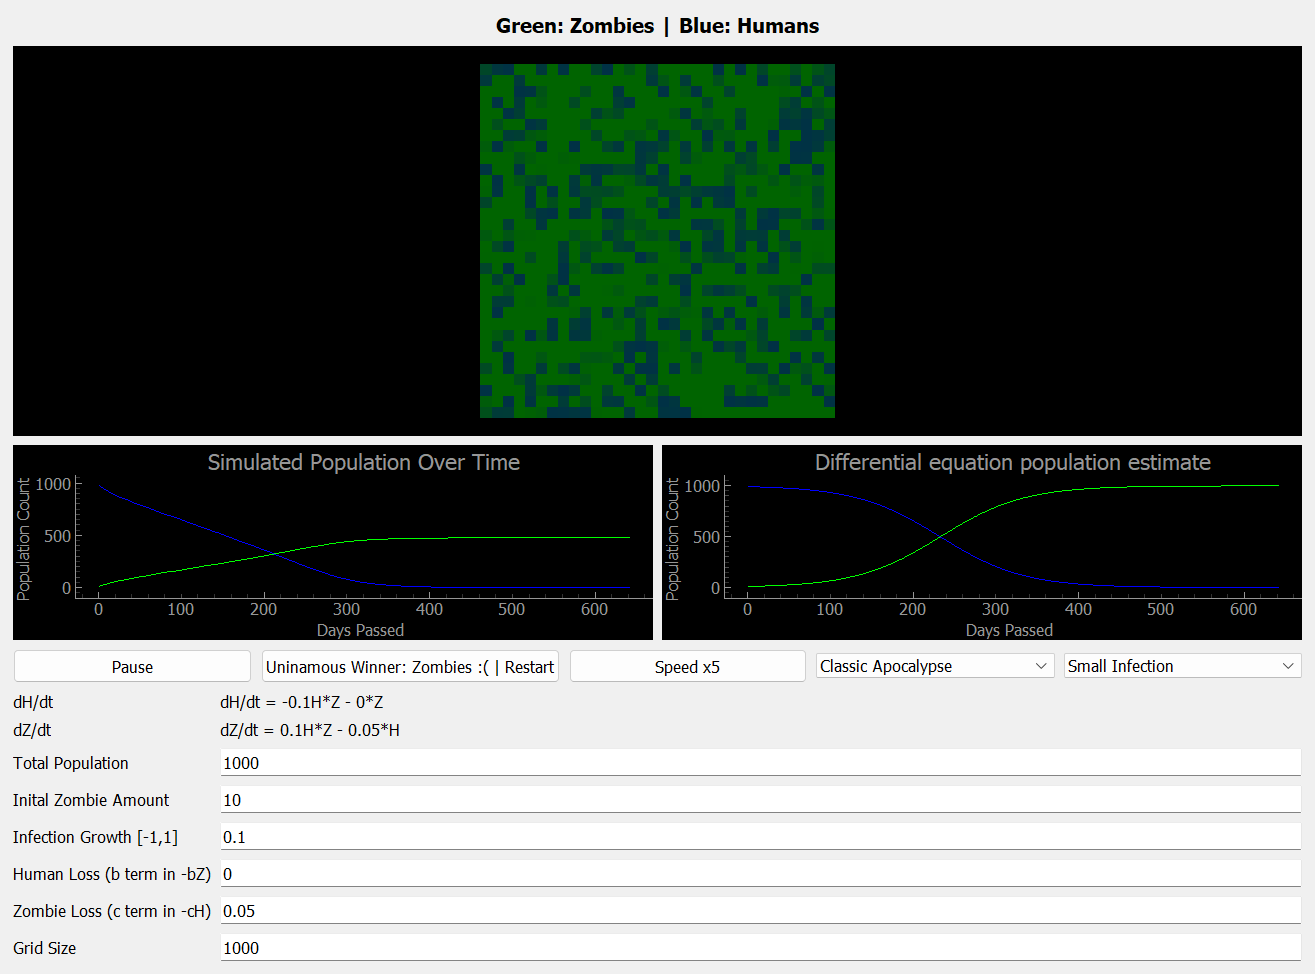 Green: Zombies | Blue: Humans
Simulated Population Over Time
Population Count
1000
500
0
0 100 200 300 400 500 600
Days Passed
Differential equation population estimate
Population Count
1000
500
0
0 100 200 300 400 500 600
Days Passed
Pause Uninamous Winner: Zombies :( | Restart Speed x5 Classic Apocalypse Small Infection
dH/dt dH/dt = -0.1H*Z - 0*Z
dZ/dt dZ/dt = 0.1H*Z - 0.05*H
Total Population 1000
Inital Zombie Amount 10
Infection Growth [-1,1] 0.1
Human Loss (b term in -bZ) 0
Zombie Loss (c term in -cH) 0.05
Grid Size 1000